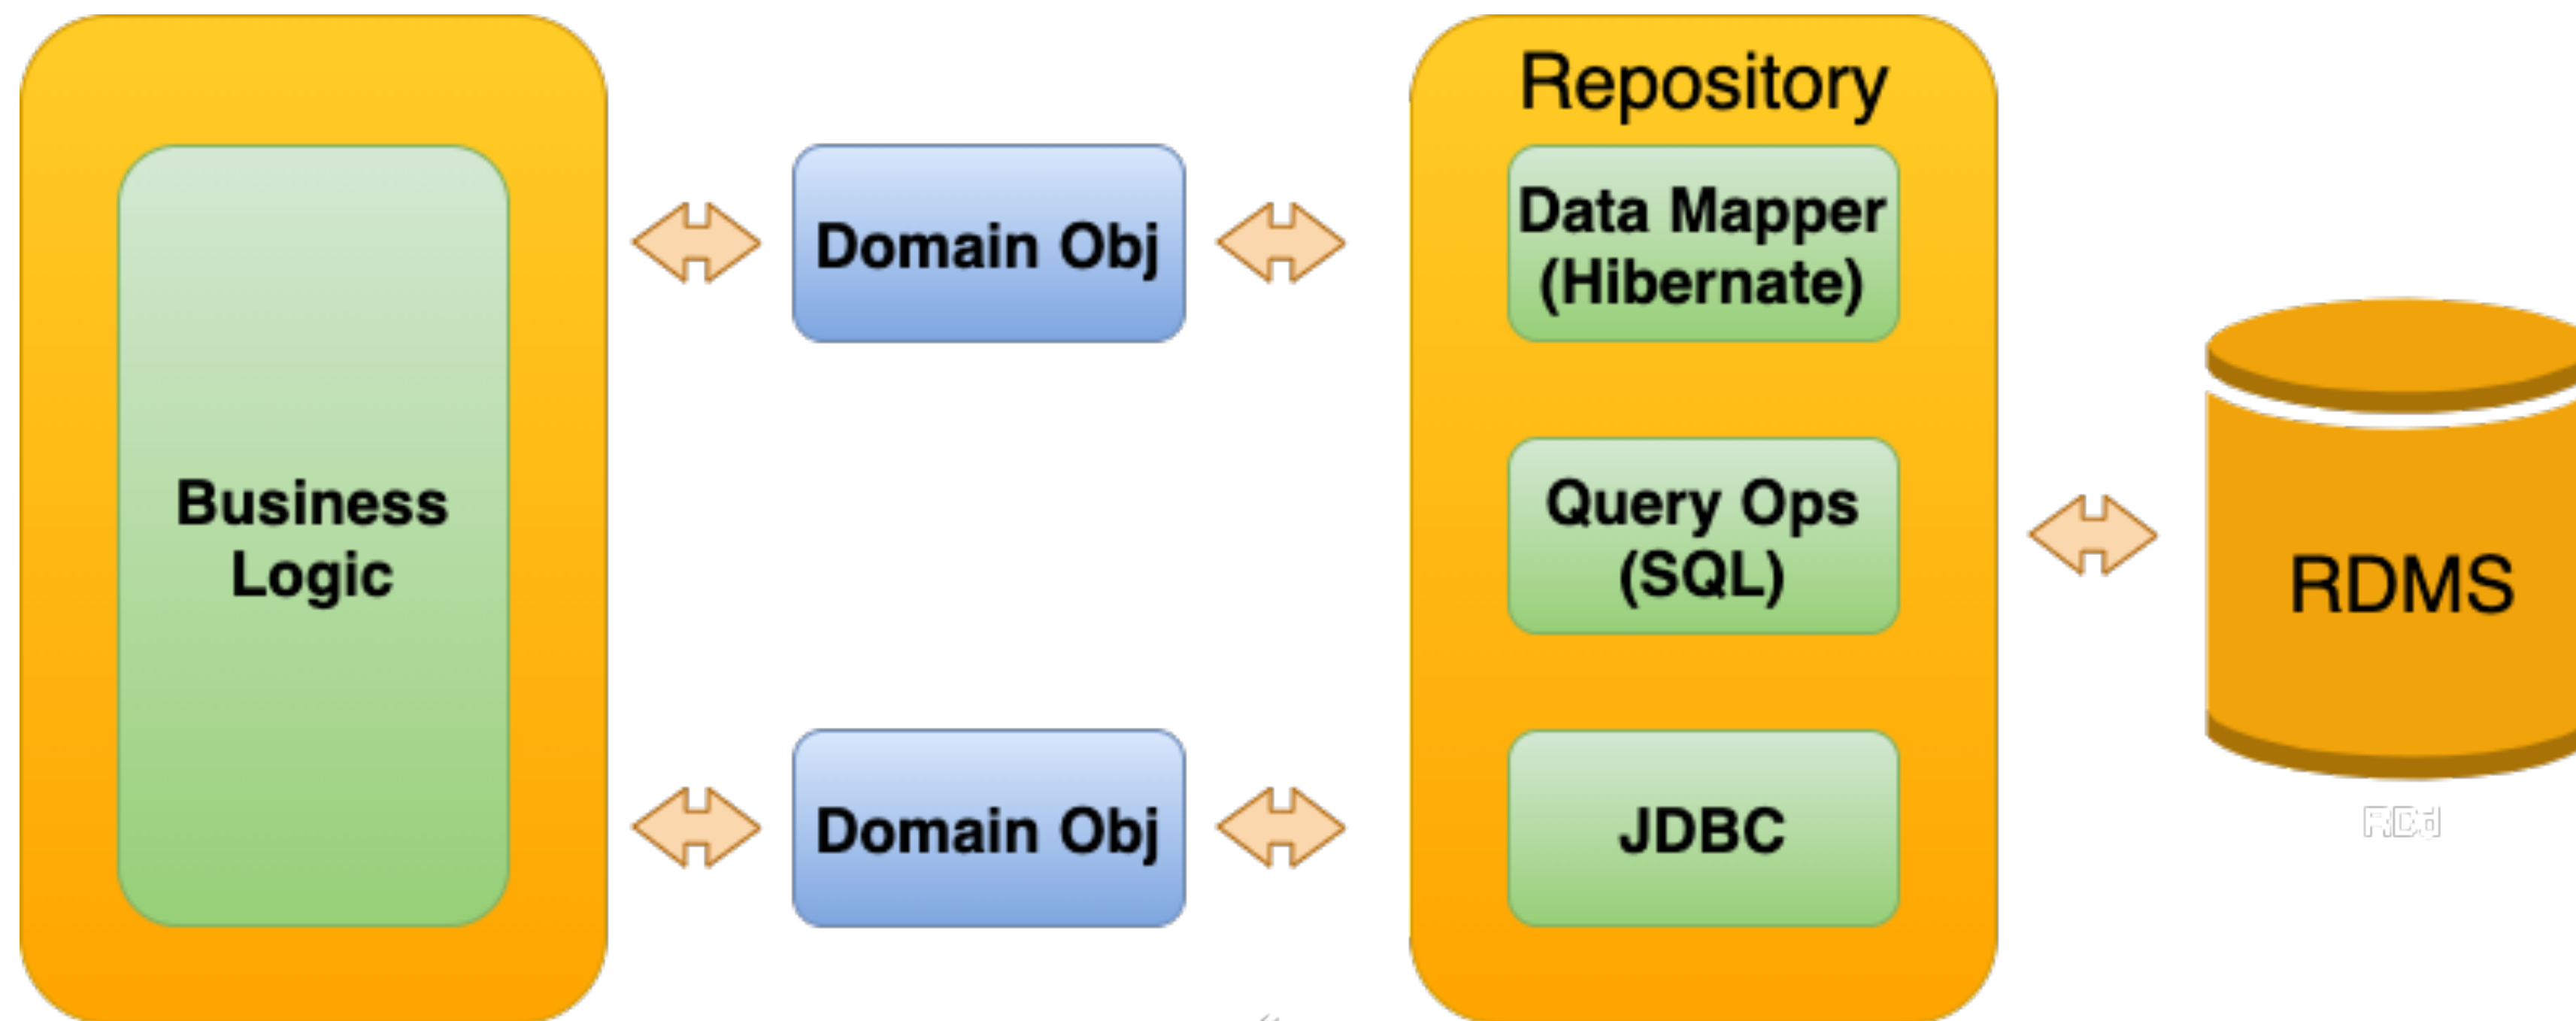 Business
Logic
Domain Obj
Domain Obj
Repository
Data Mapper
(Hibernate)
Query Ops
(SQL)
JDBC
RDMS